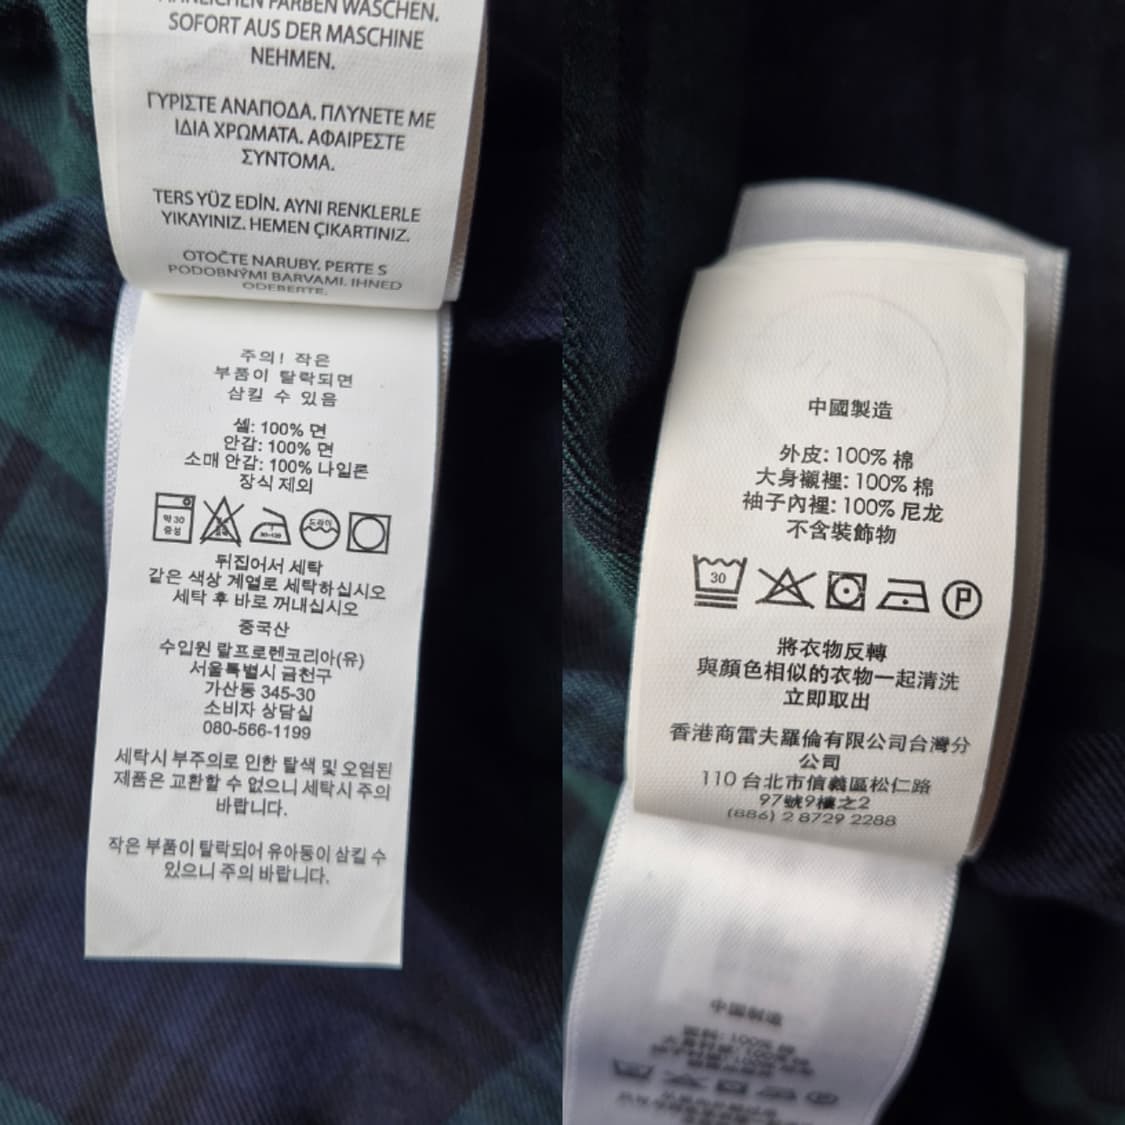 FARBEN WASCHEN.
SOFORT AUS DER MASCHINE
NEHMEN.
ΓΥΡΙΣΤΕ ΑΝΑΠΟΔΑ. ΠΛΥΝΕΤΕ ΜΕ
ΙΔΙΑ ΧΡΩΜΑΤΑ. ΑΦΑΙΡΕΣΤΕ
ΣΥΝΤΟΜΑ.
TERS YÜZ EDİN. AYNI RENKLERLE
YIKAYINIZ. HEMEN ÇIKARTINIZ.
OTOČTE NARUBY. PERTE S
PODOBNÝMI BARVAMI. IHNED
ODEBERTE.
주의! 작은
부품이 탈락되면
삼킬 수 있음
셸: 100% 면
안감: 100% 면
소매 안감: 100% 나일론
장식 제외
약 30
중성
드라이
뒤집어서 세탁
같은 색상 계열로 세탁하십시오
세탁 후 바로 꺼내십시오
중국산
수입원 랄프로렌코리아(유)
서울특별시 금천구
가산동 345-30
소비자 상담실
080-566-1199
세탁시 부주의로 인한 탈색 및 오염된
제품은 교환할 수 없으니 세탁시 주의
바랍니다.
작은 부품이 탈락되어 유아동이 삼킬 수
있으니 주의 바랍니다.
中國製造
外皮: 100% 棉
大身襯裡: 100% 棉
袖子內裡: 100% 尼龙
不含裝飾物
30
P
將衣物反轉
與顏色相似的衣物一起清洗
立即取出
香港商雷夫羅倫有限公司台灣分
公司
110 台北市信義區松仁路
97號9樓之2
(886) 2 8729 2288
中国制造